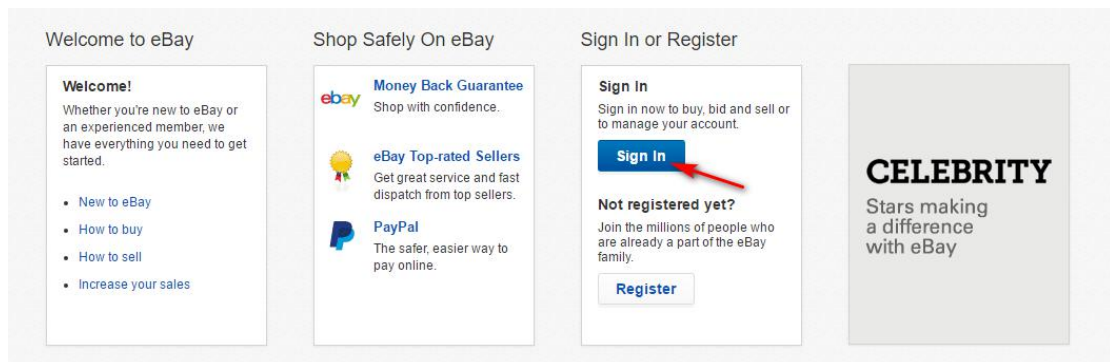 Welcome to eBay
Welcome!
Whether you're new to eBay or
an experienced member, we
have everything you need to get
started.
New to eBay
How to buy
How to sell
Increase your sales
Shop Safely On eBay
ebay
Money Back Guarantee
Shop with confidence.
eBay Top-rated Sellers
Get great service and fast
dispatch from top sellers.
PayPal
The safer, easier way to
pay online.
Sign In or Register
Sign In
Sign in now to buy, bid and sell or
to manage your account.
Sign In
Not registered yet?
Join the millions of people who
are already a part of the eBay
family.
Register
CELEBRITY
Stars making
a difference
with eBay